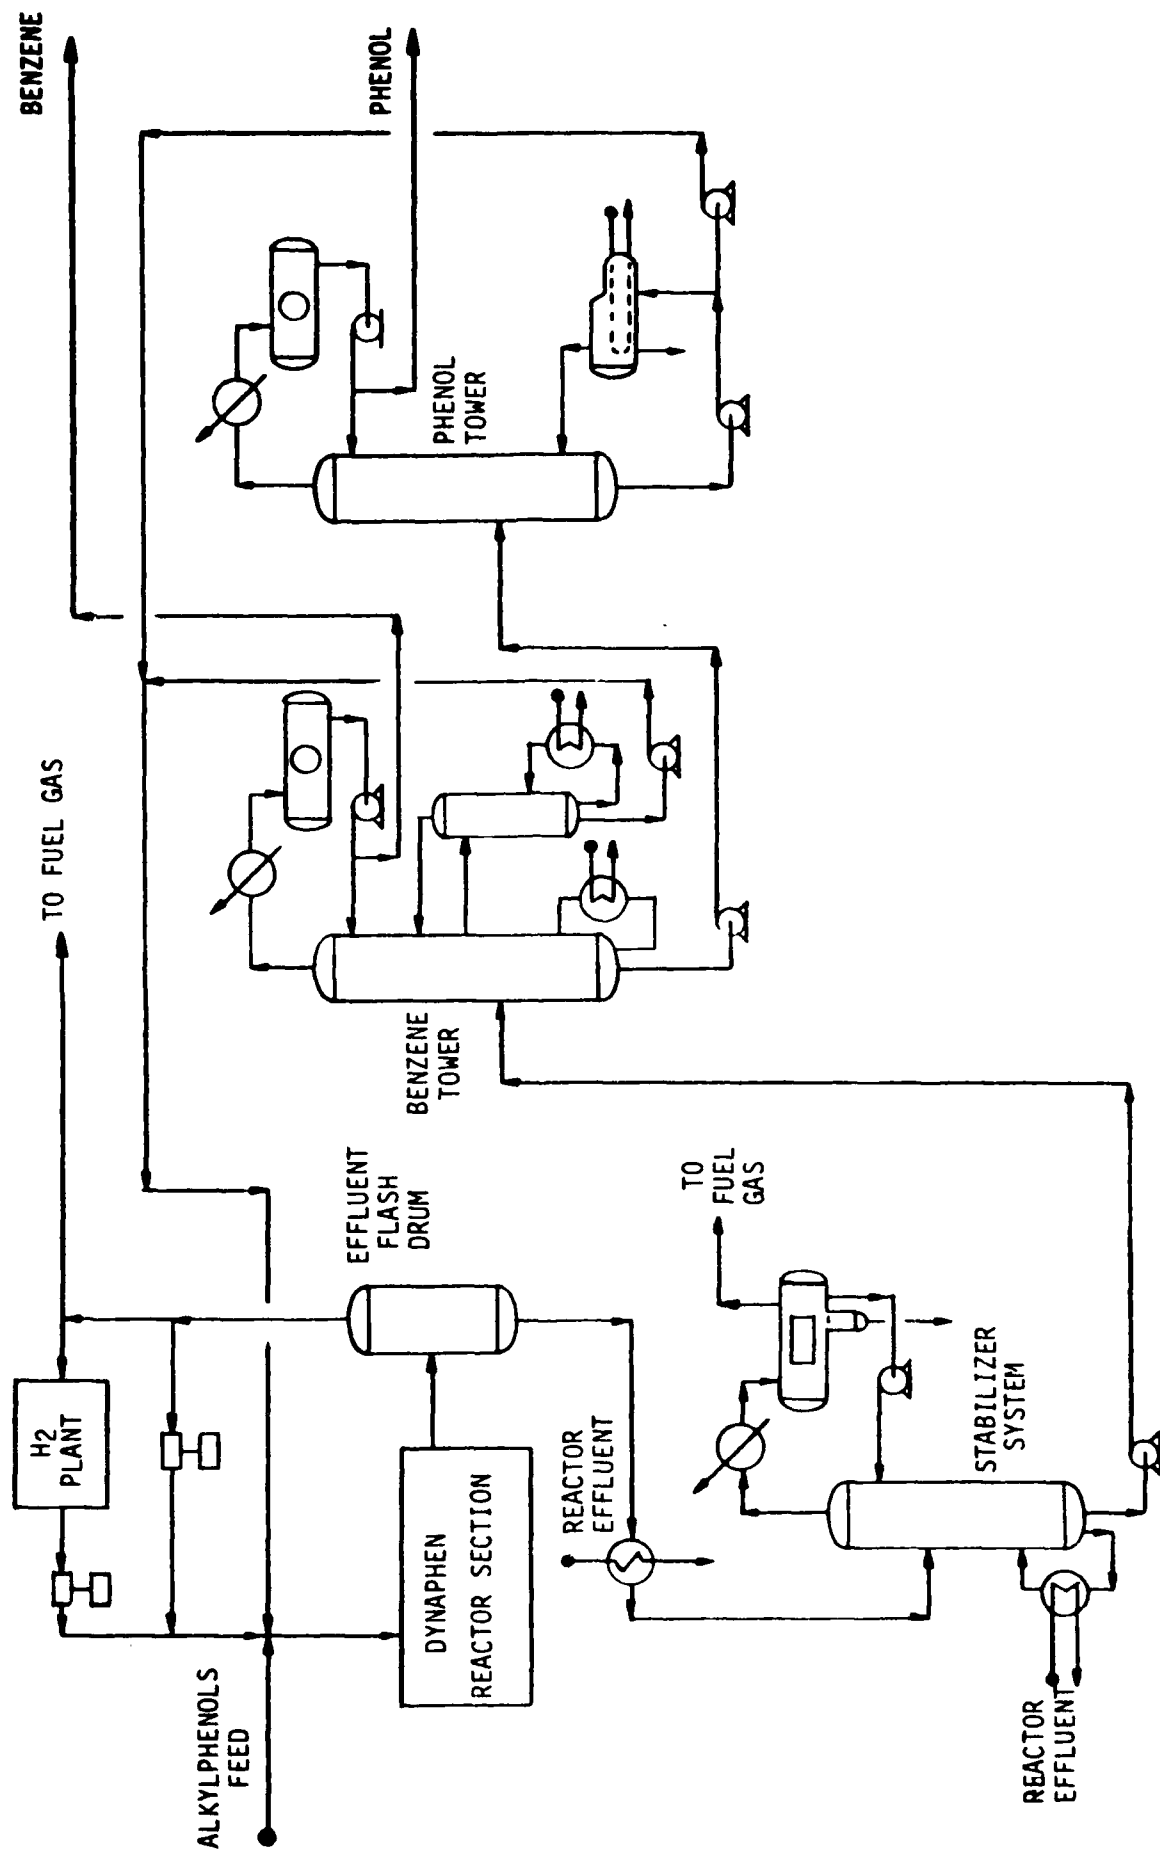 H2
PLANT
TO FUEL GAS
BENZENE
ALKYLPHENOLS
FEED
DYNAPHEN
REACTOR SECTION
EFFLUENT
FLASH
DRUM
BENZENE
TOWER
PHENOL
TOWER
PHENOL
REACTOR
EFFLUENT
TO
FUEL
GAS
STABILIZER
SYSTEM
REACTOR
EFFLUENT